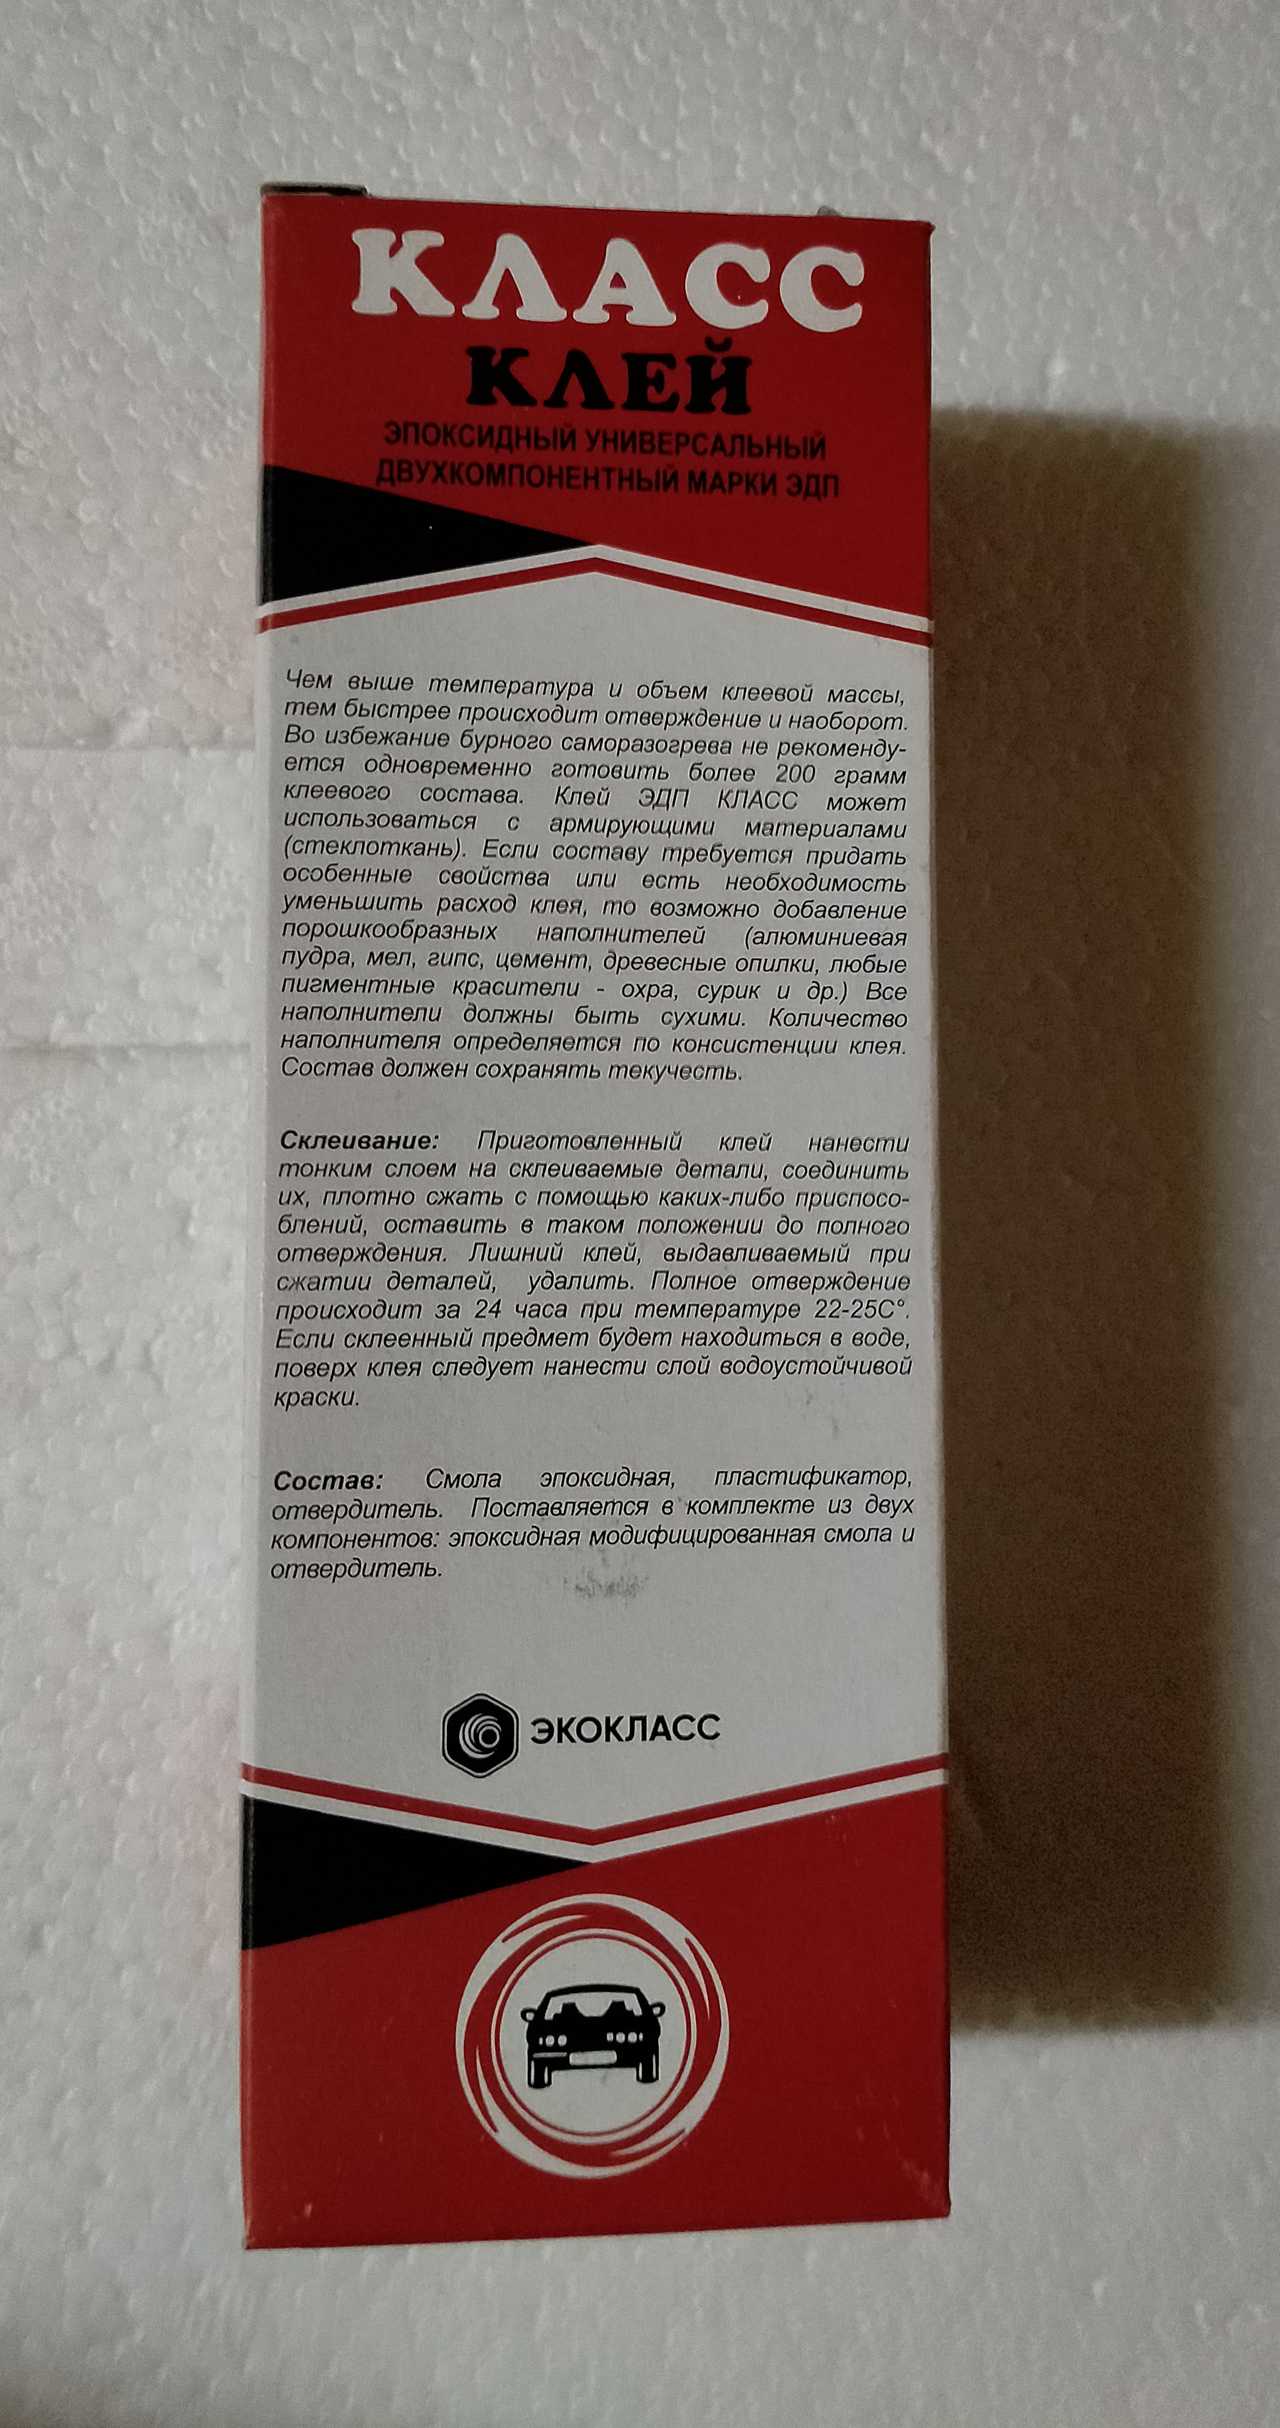 КЛАСС
КЛЕЙ
ЭПОКСИДНЫЙ УНИВЕРСАЛЬНЫЙ
ДВУХКОМПОНЕНТНЫЙ МАРКИ ЭДП
Чем выше температура и объем клеевой массы,
тем быстрее происходит отверждение и наоборот.
Во избежание бурного саморазогрева не рекоменду-
ется одновременно готовить более 200 грамм
клеевого состава. Клей ЭДП КЛАСС может
использоваться с армирующими материалами
(стеклоткань). Если составу требуется придать
особенные свойства или есть необходимость
уменьшить расход клея, то возможно добавление
порошкообразных наполнителей (алюминиевая
пудра, мел, гипс, цемент, древесные опилки, любые
пигментные красители - охра, сурик и др.) Все
наполнители должны быть сухими. Количество
наполнителя определяется по консистенции клея.
Состав должен сохранять текучесть.
Склеивание: Приготовленный клей нанести
тонким слоем на склеиваемые детали, соединить
их, плотно сжать с помощью каких-либо приспосо-
блений, оставить в таком положении до полного
отверждения. Лишний клей, выдавливаемый при
сжатии деталей, удалить. Полное отверждение
происходит за 24 часа при температуре 22-25С°.
Если склеенный предмет будет находиться в воде,
поверх клея следует нанести слой водоустойчивой
краски.
Состав: Смола эпоксидная, пластификатор,
отвердитель. Поставляется в комплекте из двух
компонентов: эпоксидная модифицированная смола и
отвердитель.
ЭКОКЛАСС